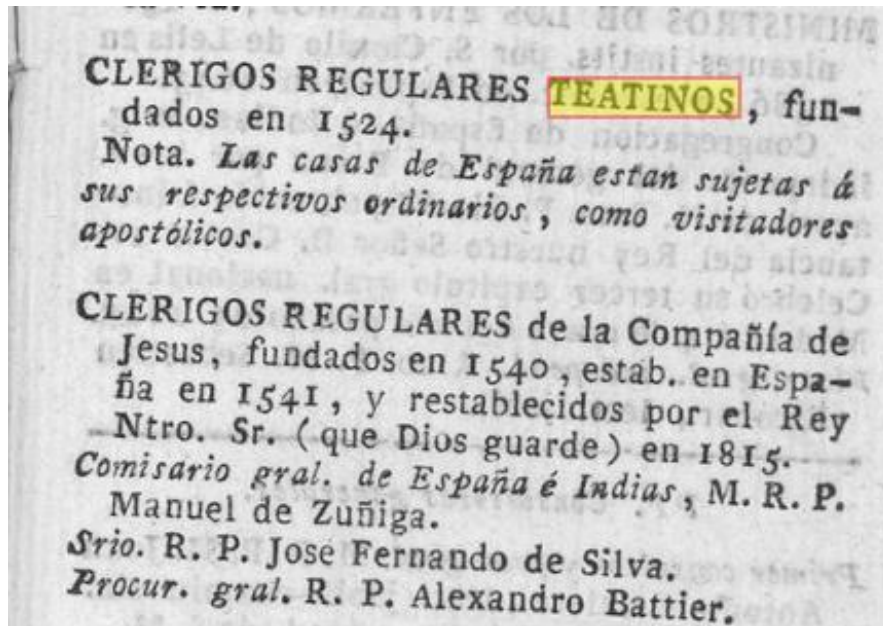 CLERIGOS REGULARES TEATINOS, fun-
dados en 1524.
Nota. Las casas de España estan sujetas á
sus respectivos ordinarios, como visitadores
apostólicos.
CLERIGOS REGULARES de la Compañía de
Jesus, fundados en 1540, estab. en Espa-
ña en 1541, y restablecidos por el Rey
Ntro. Sr. (que Dios guarde) en 1815.
Comisario gral. de España é Indias, M. R. P.
Manuel de Zuñiga.
Srio. R. P. José Fernando de Silva.
Procur. gral. R. P. Alexandro Battier.